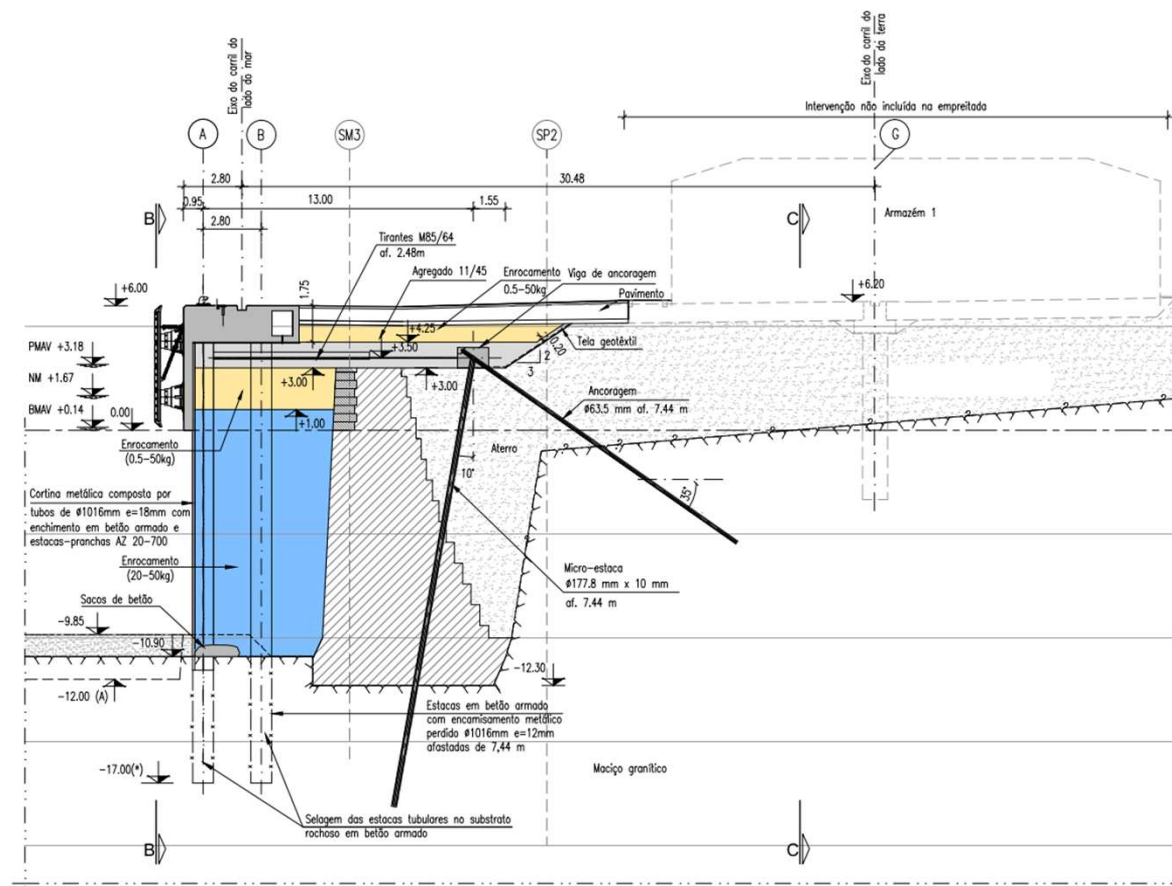 Eixo do carril do
lado do mar
Eixo do carril do
lado da terra
Intervenção não incluída na empreitada
A
B
SM3
SP2
G
2.80
30.48
0.95
13.00
1.55
2.80
B
C
Armazém 1
Tirantes M85/64
af. 2.48m
Agregado 11/45
Enrocamento
0.5-50kg
Viga de ancoragem
Pavimento
1.75
+6.00
+6.20
+4.25
+3.50
0.20
Tela geotêxtil
2
3
PMAV +3.18
NM +1.67
BMAV +0.14
0.00
+3.00
+3.00
+1.00
Ancoragem
Ø63.5 mm af. 7.44 m
Enrocamento
(0.5-50kg)
Aterro
10°
35°
Cortina metálica composta por
tubos de Ø1016mm e=18mm com
enchimento em betão armado e
estacas-pranchas AZ 20-700
Enrocamento
(20-50kg)
Micro-estaca
Ø177.8 mm x 10 mm
af. 7.44 m
Sacos de betão
-9.85
-10.90
-12.00 (A)
-12.30
Estacas em betão armado
com encamisamento metálico
perdido Ø1016mm e=12mm
afastadas de 7,44 m
-17.00(*)
Maciço granítico
Selagem das estacas tubulares no substrato
rochoso em betão armado
B
C